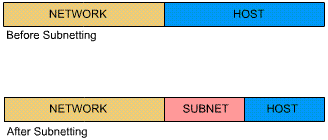 NETWORK HOST
Before Subnetting
NETWORK SUBNET HOST
After Subnetting